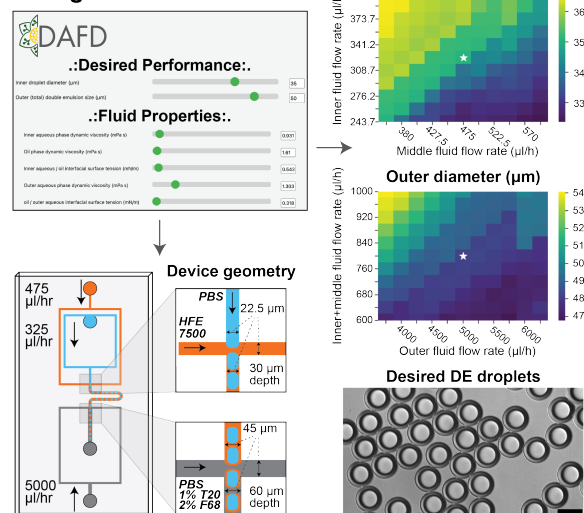 DAFD
.:Desired Performance:.
Inner droplet diameter (μm)
35
Outer (total) double emulsion size (μm)
50
.:Fluid Properties:.
Inner aqueous phase dynamic viscosity (mPa s)
0.931
Oil phase dynamic viscosity (mPa s)
1.61
Inner aqueous / oil interfacial surface tension (mN/m)
Outer aqueous phase dynamic viscosity (mPa s)
1.303
oil / outer aqueous interfacial surface tension (mN/m)
0.318
Inner fluid flow rate (μl/h)
373.7
341.2
308.7
276.2
243.7
380
427.5
475
522.5
570
Middle fluid flow rate (μl/h)
36
35
34
33
Outer diameter (μm)
Inner+middle fluid flow rate (μl/h)
1000
920
840
760
680
600
4000
4500
5000
5500
6000
Outer fluid flow rate (μl/h)
54
53
52
51
50
49
48
47
475
μl/hr
325
μl/hr
5000
μl/hr
Device geometry
PBS
22.5 μm
HFE
7500
30 μm
depth
45 μm
PBS
1% T20
2% F68
60 μm
depth
Desired DE droplets